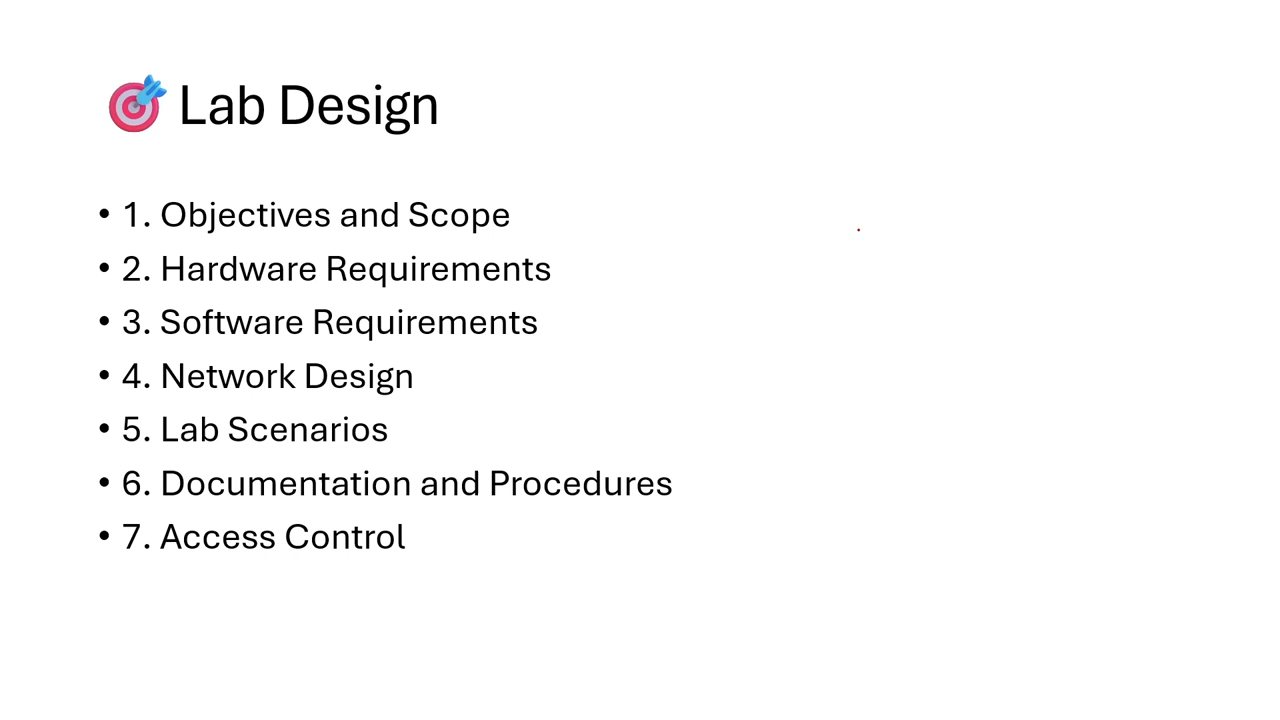 🎯 Lab Design
• 1. Objectives and Scope
• 2. Hardware Requirements
• 3. Software Requirements
• 4. Network Design
• 5. Lab Scenarios
• 6. Documentation and Procedures
• 7. Access Control